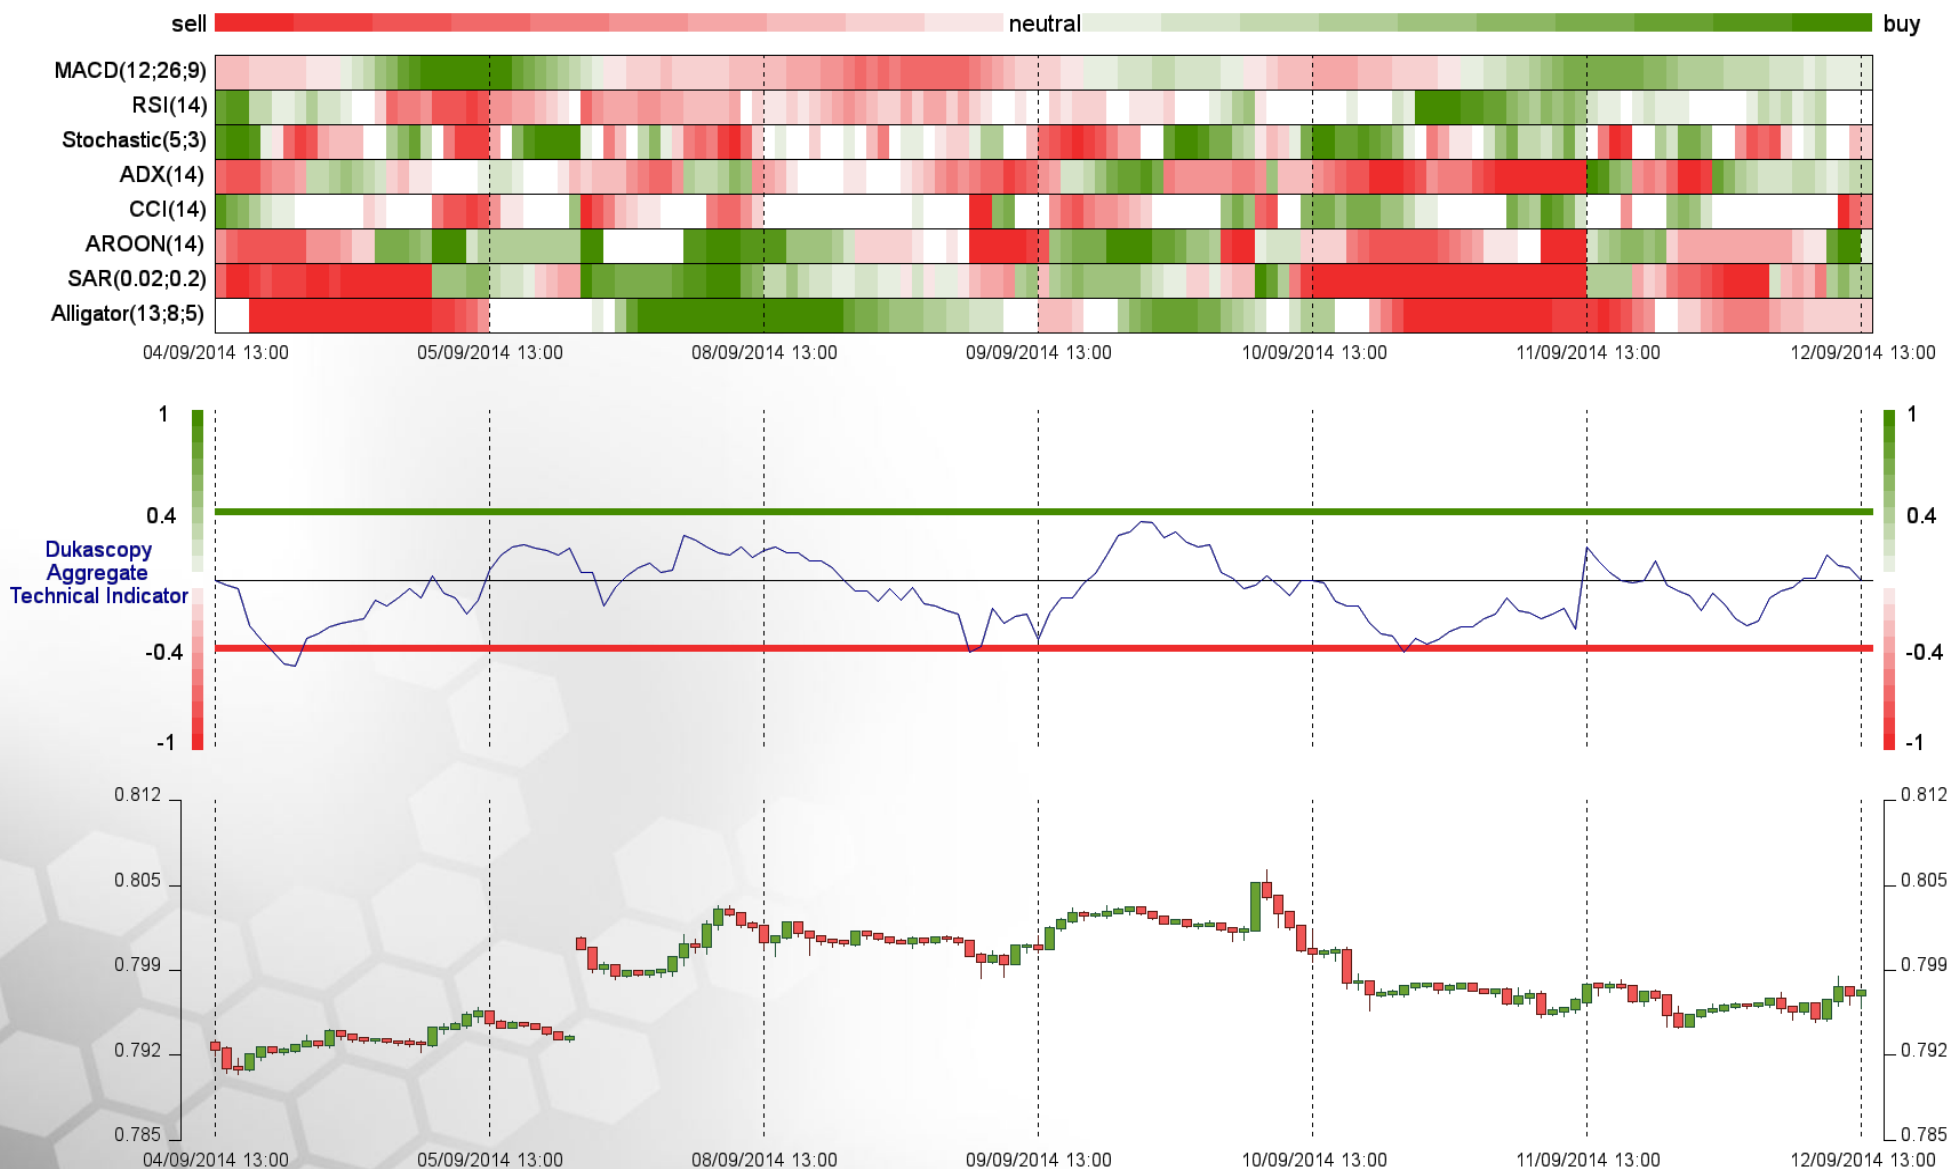 sell neutral buy
MACD(12;26;9)
RSI(14)
Stochastic(5;3)
ADX(14)
CCI(14)
AROON(14)
SAR(0.02;0.2)
Alligator(13;8;5)
04/09/2014 13:00 05/09/2014 13:00 08/09/2014 13:00 09/09/2014 13:00 10/09/2014 13:00 11/09/2014 13:00 12/09/2014 13:00
1 1
0.4 0.4
Dukascopy
Aggregate
Technical Indicator
-0.4 -0.4
-1 -1
0.812 0.812
0.805 0.805
0.799 0.799
0.792 0.792
0.785 0.785
04/09/2014 13:00 05/09/2014 13:00 08/09/2014 13:00 09/09/2014 13:00 10/09/2014 13:00 11/09/2014 13:00 12/09/2014 13:00